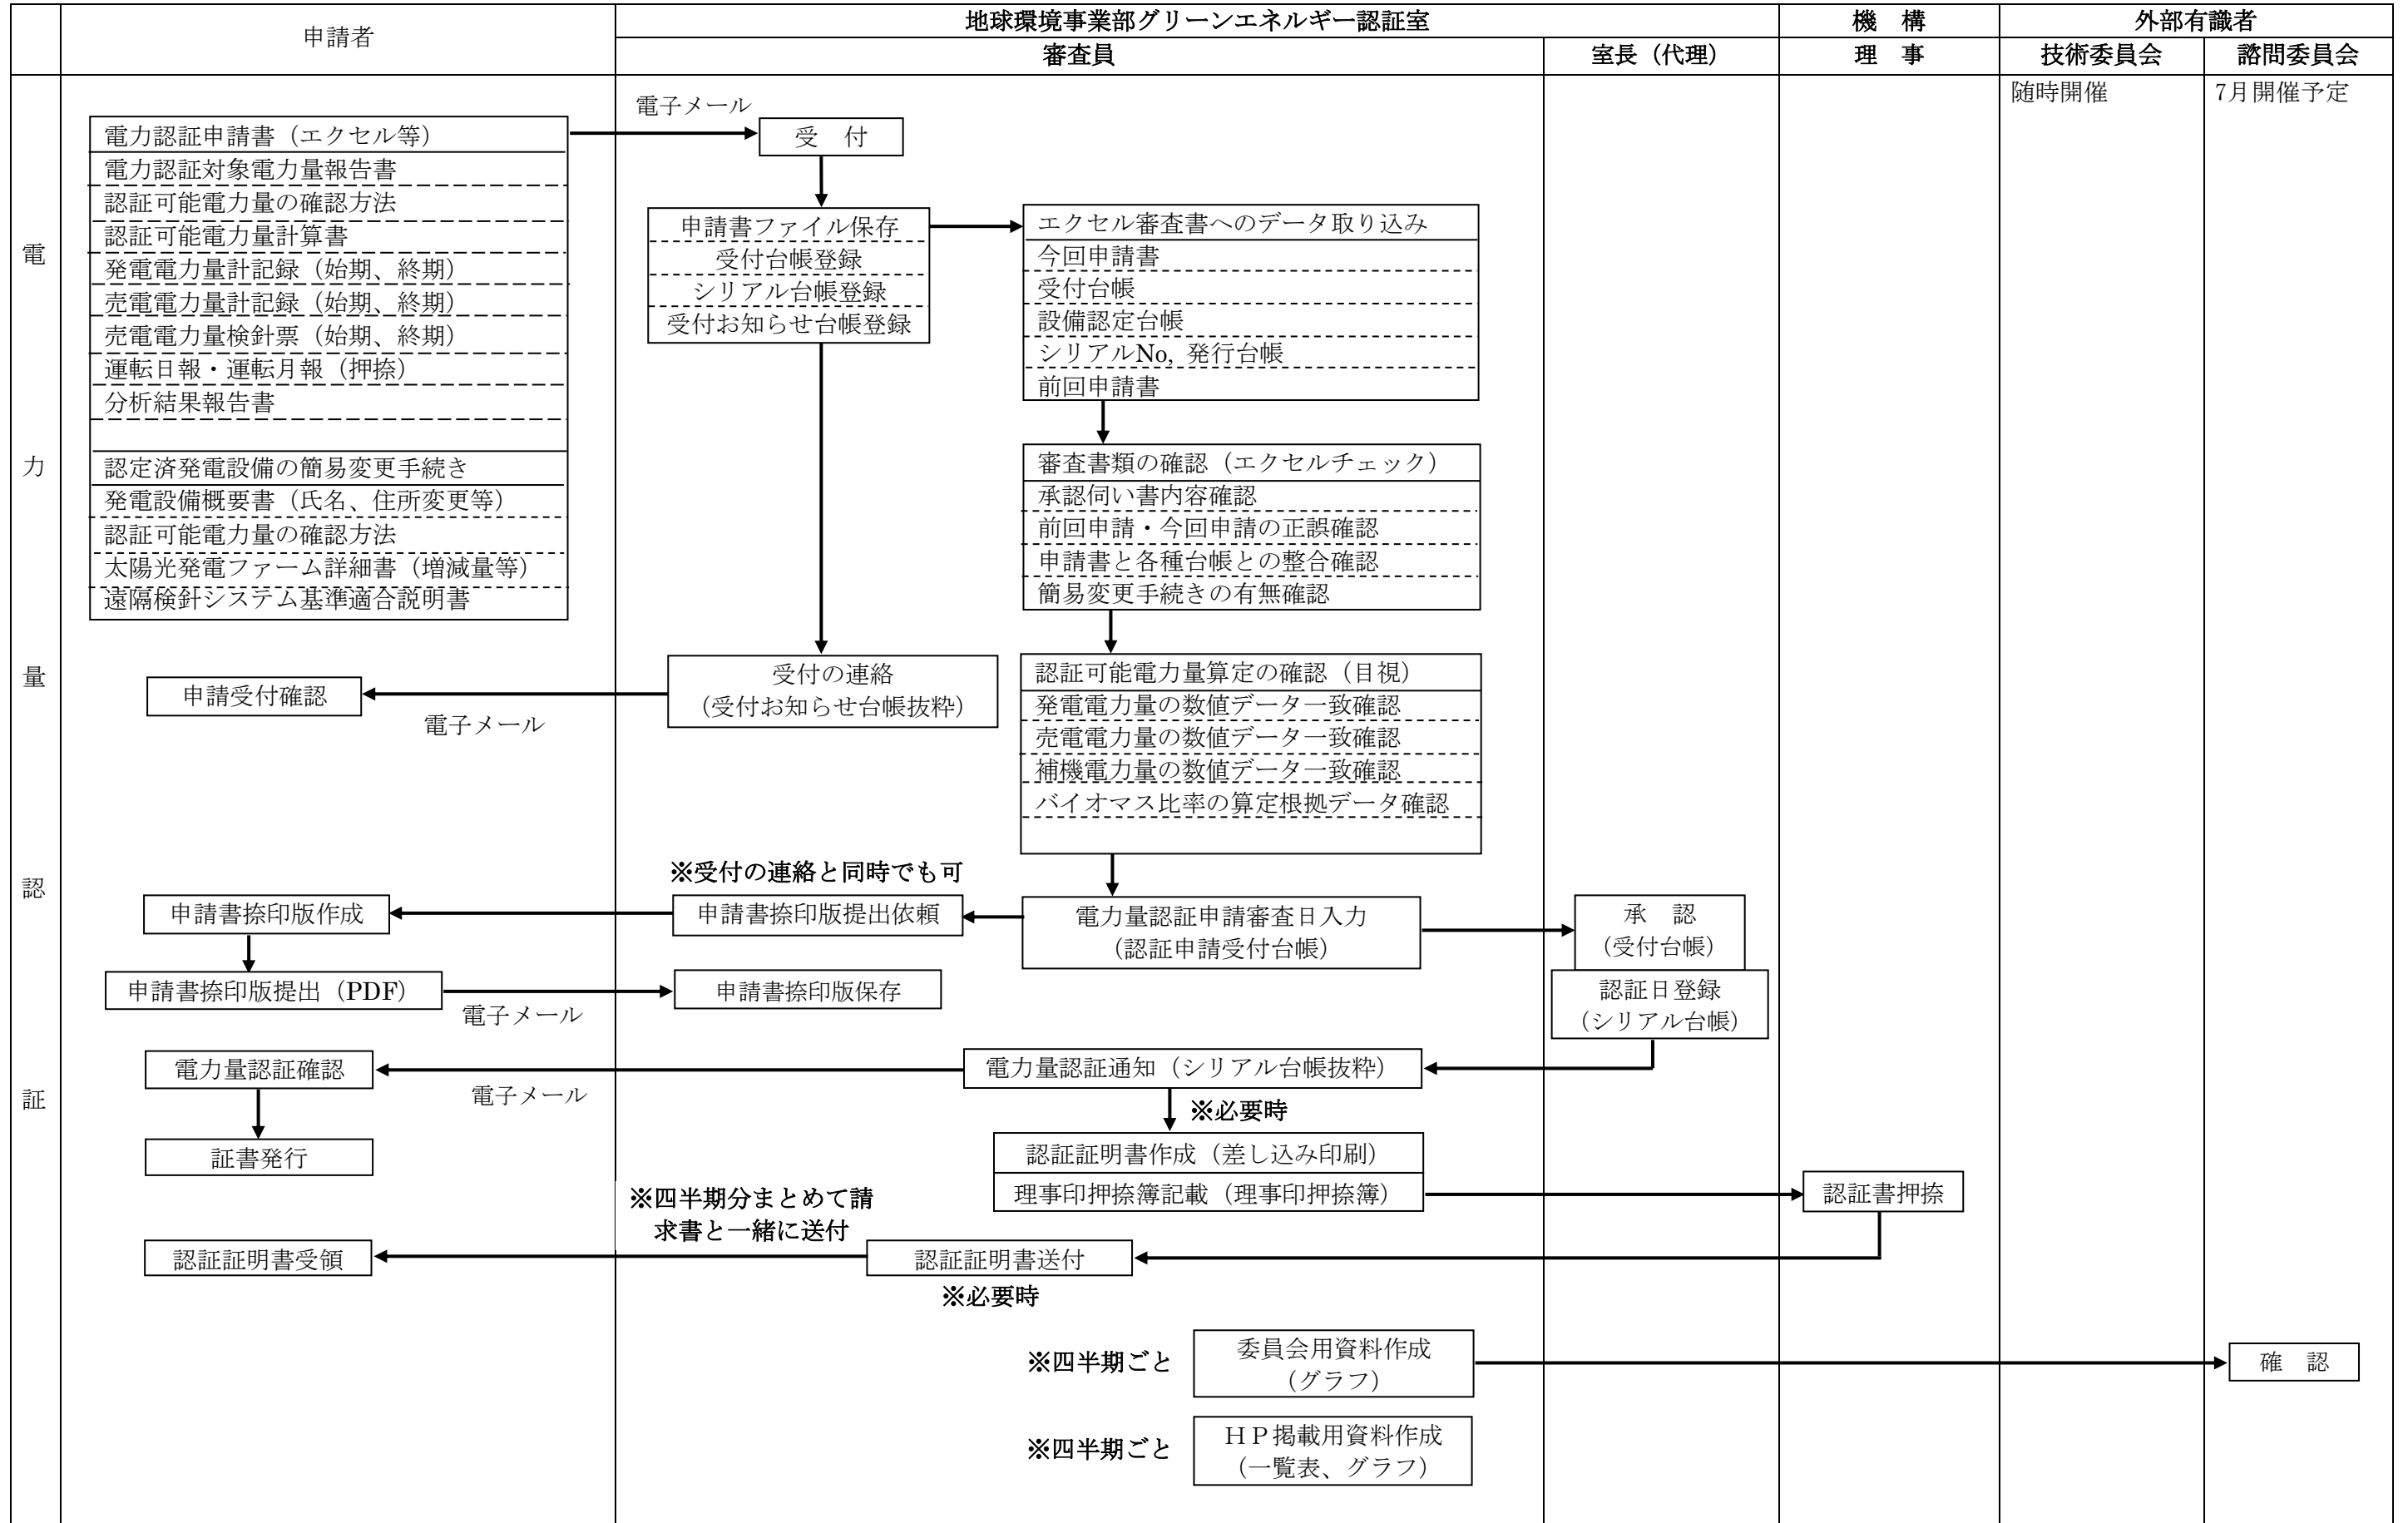 申請者
地球環境事業部グリーンエネルギー認証室
機　構
外部有識者
審査員
室長（代理）
理　事
技術委員会
諮問委員会
電
力
量
認
証
随時開催
7月開催予定
電子メール
電力認証申請書（エクセル等）
電力認証対象電力量報告書
認証可能電力量の確認方法
認証可能電力量計算書
発電電力量計記録（始期、終期）
売電電力量計記録（始期、終期）
売電電力量検針票（始期、終期）
運転日報・運転月報（押捺）
分析結果報告書
認定済発電設備の簡易変更手続き
発電設備概要書（氏名、住所変更等）
認証可能電力量の確認方法
太陽光発電ファーム詳細書（増減量等）
遠隔検針システム基準適合説明書
受　付
申請書ファイル保存
受付台帳登録
シリアル台帳登録
受付お知らせ台帳登録
エクセル審査書へのデータ取り込み
今回申請書
受付台帳
設備認定台帳
シリアルNo, 発行台帳
前回申請書
審査書類の確認（エクセルチェック）
承認伺い書内容確認
前回申請・今回申請の正誤確認
申請書と各種台帳との整合確認
簡易変更手続きの有無確認
受付の連絡
（受付お知らせ台帳抜粋）
申請受付確認
電子メール
認証可能電力量算定の確認（目視）
発電電力量の数値データ一致確認
売電電力量の数値データ一致確認
補機電力量の数値データ一致確認
バイオマス比率の算定根拠データ確認
※受付の連絡と同時でも可
申請書捺印版作成
申請書捺印版提出依頼
電力量認証申請審査日入力
（認証申請受付台帳）
承　認
（受付台帳）
申請書捺印版提出（PDF）
電子メール
申請書捺印版保存
認証日登録
（シリアル台帳）
電力量認証確認
電子メール
電力量認証通知（シリアル台帳抜粋）
※必要時
証書発行
認証証明書作成（差し込み印刷）
理事印押捺簿記載（理事印押捺簿）
認証書押捺
※四半期分まとめて請
求書と一緒に送付
認証証明書受領
認証証明書送付
※必要時
※四半期ごと
委員会用資料作成
（グラフ）
確　認
※四半期ごと
ＨＰ掲載用資料作成
（一覧表、グラフ）